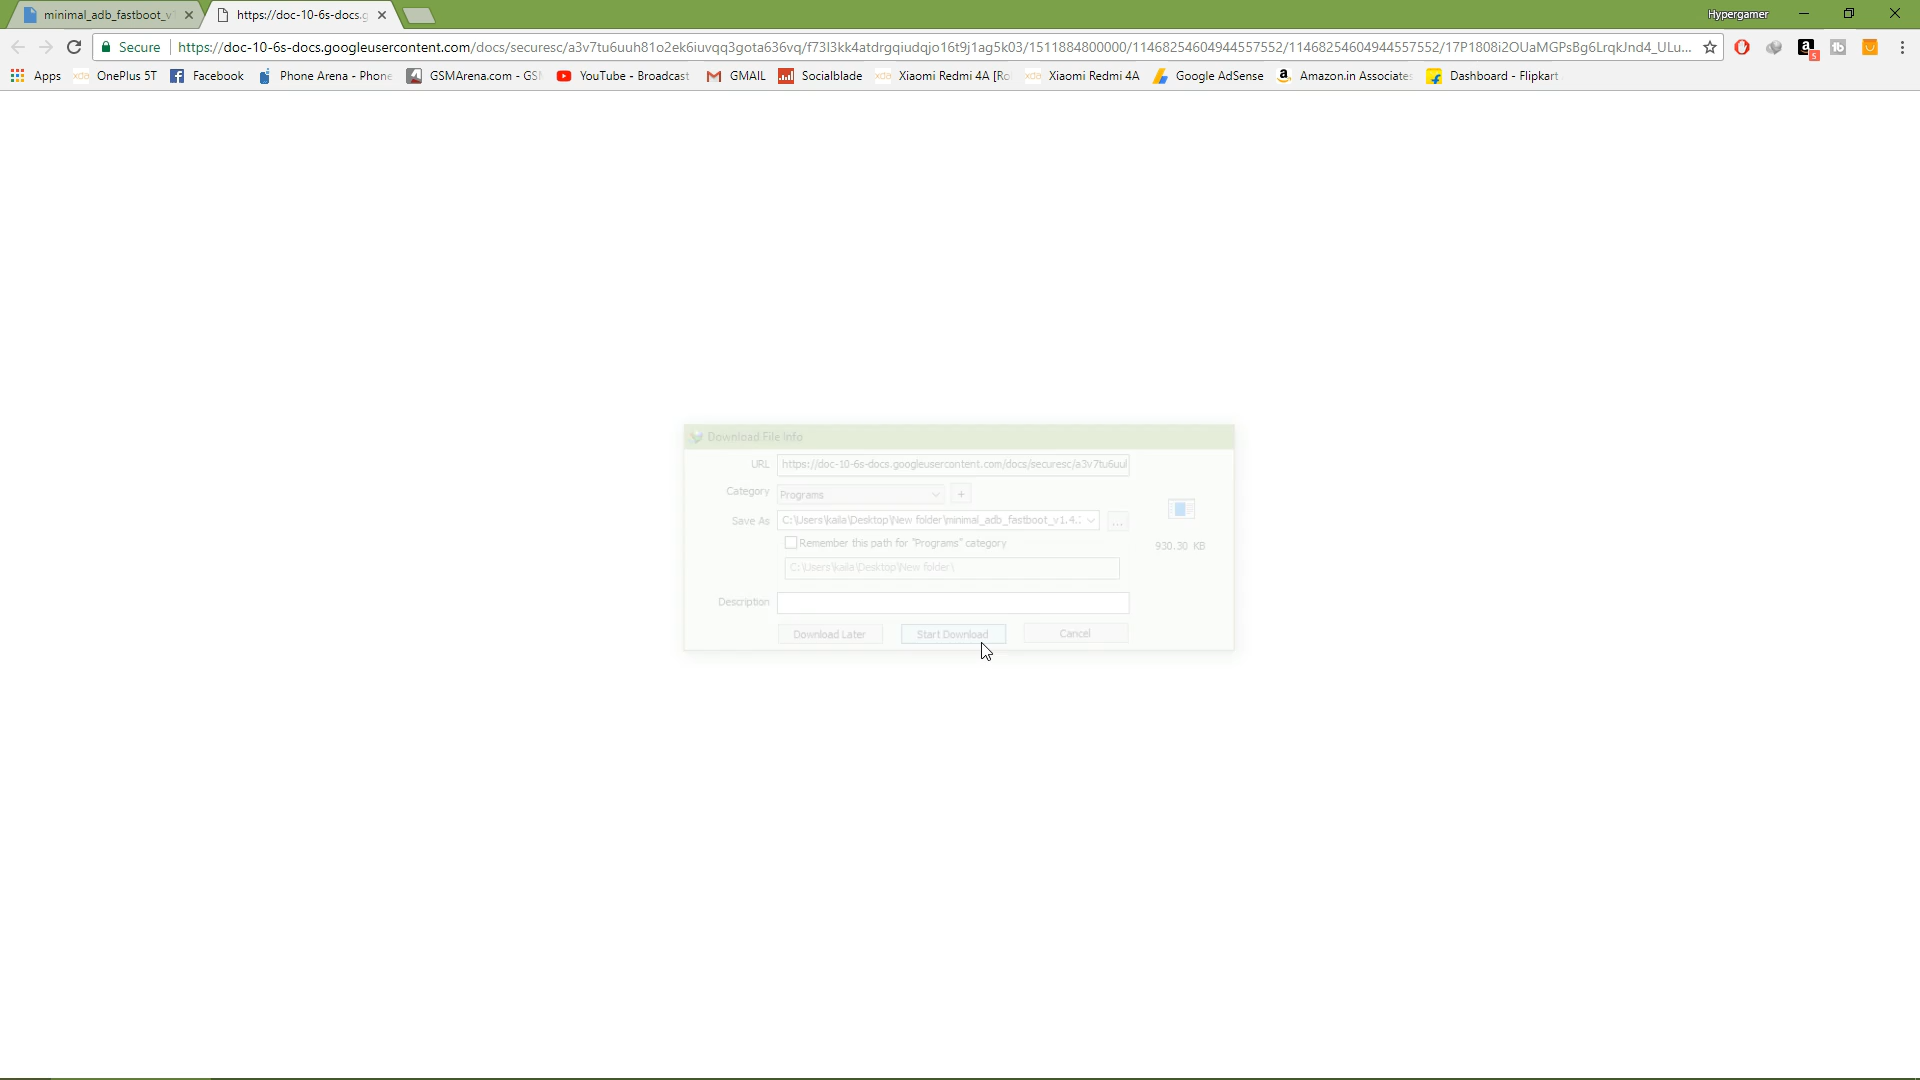 minimal_adb_fastboot_v
https://doc-10-6s-docs.g
Hypergamer
Secure
https://doc-10-6s-docs.googleusercontent.com/docs/securesc/a3v7tu6uuh81o2ek6iuvqq3gota636vq/f73l3kk4atdrgqiudqjo16t9j1ag5k03/1511884800000/11468254604944557552/11468254604944557552/17P1808i2OUaMGPsBg6LrqkJnd4_ULu...
Apps
OnePlus 5T
Facebook
Phone Arena - Phone
GSMArena.com - GSM
YouTube - Broadcast
GMAIL
Socialblade
Xiaomi Redmi 4A [Ro
Xiaomi Redmi 4A
Google AdSense
Amazon.in Associate
Dashboard - Flipkart
Download File Info
URL
https://doc-10-6s-docs.googleusercontent.com/docs/securesc/a3v7tu6uul
Category
Programs
+
Save As
C:\Users\kaila\Desktop\New folder\minimal_adb_fastboot_v1.4.
...
Remember this path for "Programs" category
930.30 KB
C:\Users\kaila\Desktop\New folder\
Description
Download Later
Start Download
Cancel